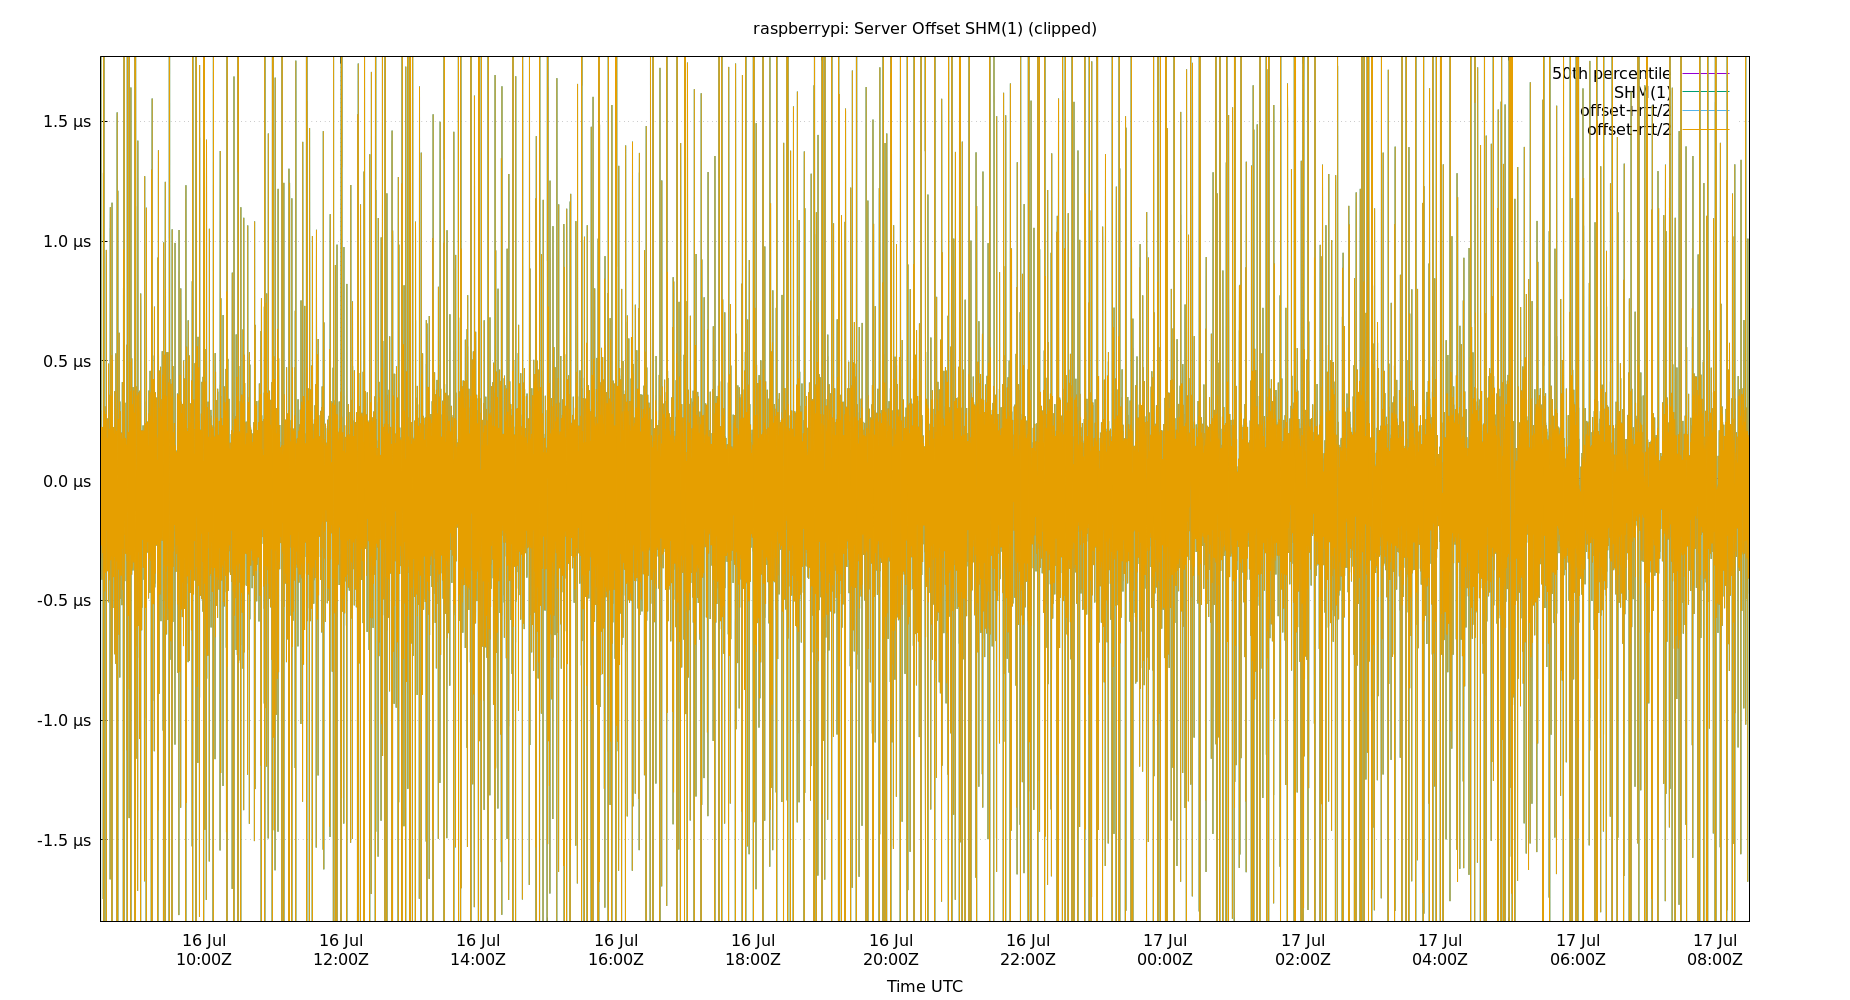 raspberrypi: Server Offset SHM(1) (clipped)
50th percentile
SHM(1)
offset+rtt/2
offset-rtt/2
1.5 µs
1.0 µs
0.5 µs
0.0 µs
-0.5 µs
-1.0 µs
-1.5 µs
16 Jul 16 Jul 16 Jul 16 Jul 16 Jul 16 Jul 16 Jul 17 Jul 17 Jul 17 Jul 17 Jul 17 Jul
10:00Z 12:00Z 14:00Z 16:00Z 18:00Z 20:00Z 22:00Z 00:00Z 02:00Z 04:00Z 06:00Z 08:00Z
Time UTC